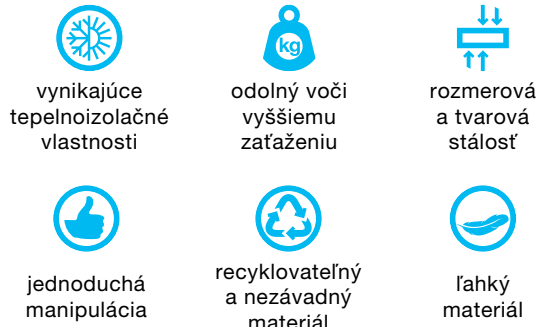 kg
vynikajúce
tepelnoizolačné
vlastnosti
odolný voči
vyššiemu
zaťaženiu
rozmerová
a tvarová
stálosť
jednoduchá
manipulácia
recyklovateľný
a nezávadný
materiál
ľahký
materiál